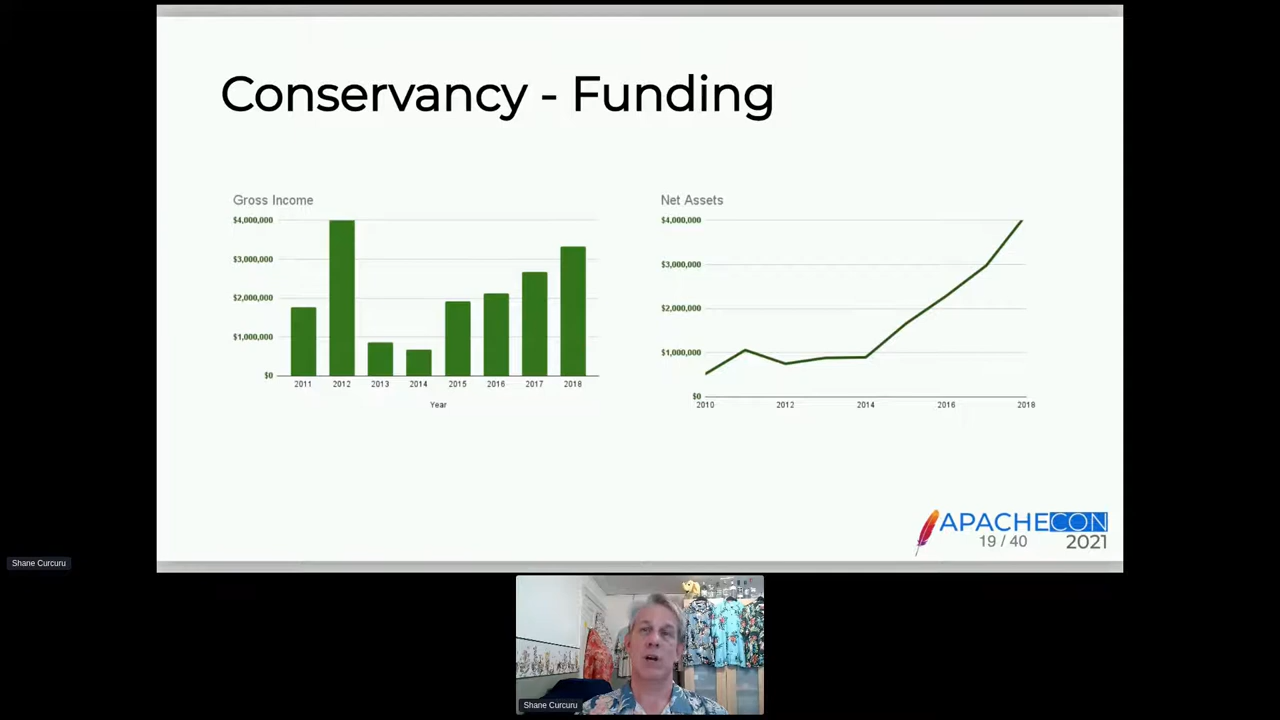 Conservancy - Funding
Gross Income
$4,000,000
$3,000,000
$2,000,000
$1,000,000
$0
2011 2012 2013 2014 2015 2016 2017 2018
Year
Net Assets
$4,000,000
$3,000,000
$2,000,000
$1,000,000
$0
2010 2012 2014 2016 2018
APACHECON
19 / 40 2021
Shane Curcuru
Shane Curcuru